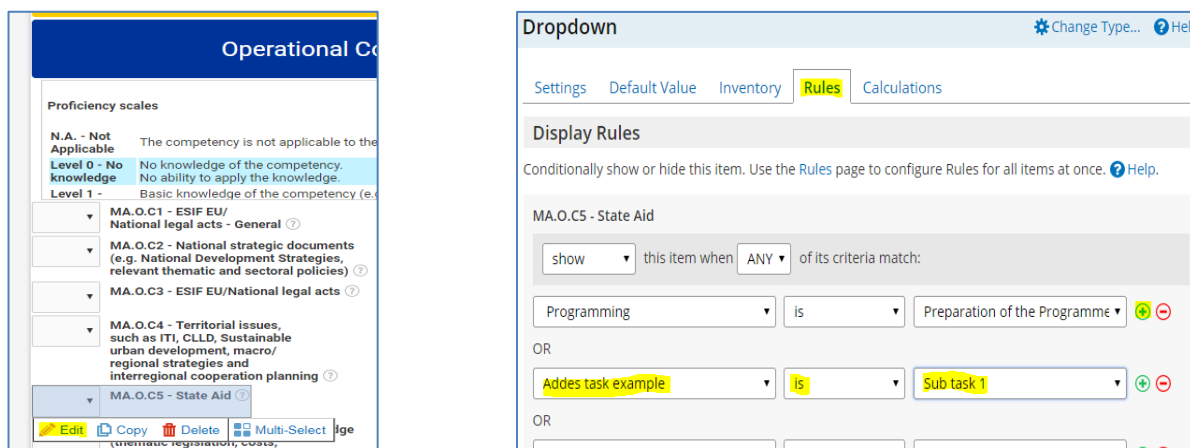 Operational Co
Proficiency scales
N.A. - Not
Applicable
The competency is not applicable to the
Level 0 - No
knowledge
No knowledge of the competency.
No ability to apply the knowledge.
Level 1 -
Basic knowledge of the competency (e.g
MA.O.C1 - ESIF EU/
National legal acts - General
MA.O.C2 - National strategic documents
(e.g. National Development Strategies,
relevant thematic and sectoral policies)
MA.O.C3 - ESIF EU/National legal acts
MA.O.C4 - Territorial issues,
such as ITI, CLLD, Sustainable
urban development, macro/
regional strategies and
interregional cooperation planning
MA.O.C5 - State Aid
Edit Copy Delete Multi-Select dge
(thematic legislation, costs,
Dropdown Change Type... Hel
Settings Default Value Inventory Rules Calculations
Display Rules
Conditionally show or hide this item. Use the Rules page to configure Rules for all items at once. Help.
MA.O.C5 - State Aid
show this item when ANY of its criteria match:
Programming is Preparation of the Programme
OR
Addes task example is Sub task 1
OR